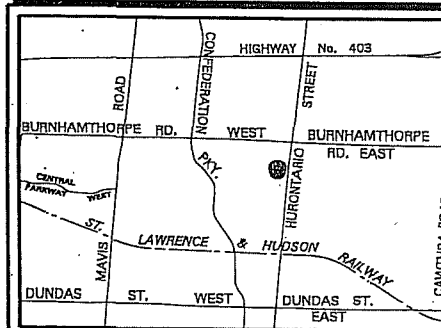 HIGHWAY No. 403
CONFEDERATION
PKY.
ROAD
MAVIS
STREET
HURONTARIO
BURNHAMTHORPE RD. WEST
BURNHAMTHORPE
RD. EAST
CENTRAL
PARKWAY WEST
ST. LAWRENCE & HUDSON RAILWAY
DUNDAS ST. WEST
DUNDAS ST.
EAST